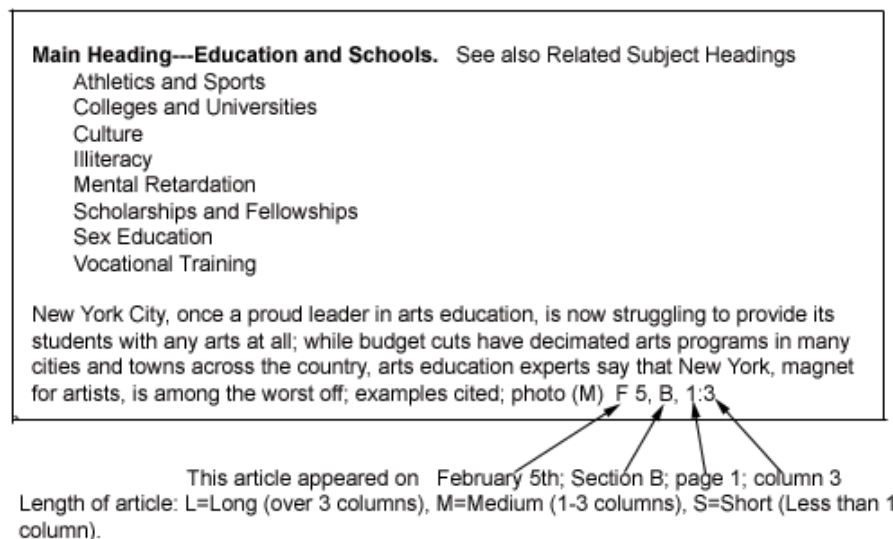 Main Heading---Education and Schools. See also Related Subject Headings
Athletics and Sports
Colleges and Universities
Culture
Illiteracy
Mental Retardation
Scholarships and Fellowships
Sex Education
Vocational Training
New York City, once a proud leader in arts education, is now struggling to provide its
students with any arts at all; while budget cuts have decimated arts programs in many
cities and towns across the country, arts education experts say that New York, magnet
for artists, is among the worst off; examples cited; photo (M) F 5, B, 1:3
This article appeared on February 5th; Section B; page 1; column 3
Length of article: L=Long (over 3 columns), M=Medium (1-3 columns), S=Short (Less than 1
column).